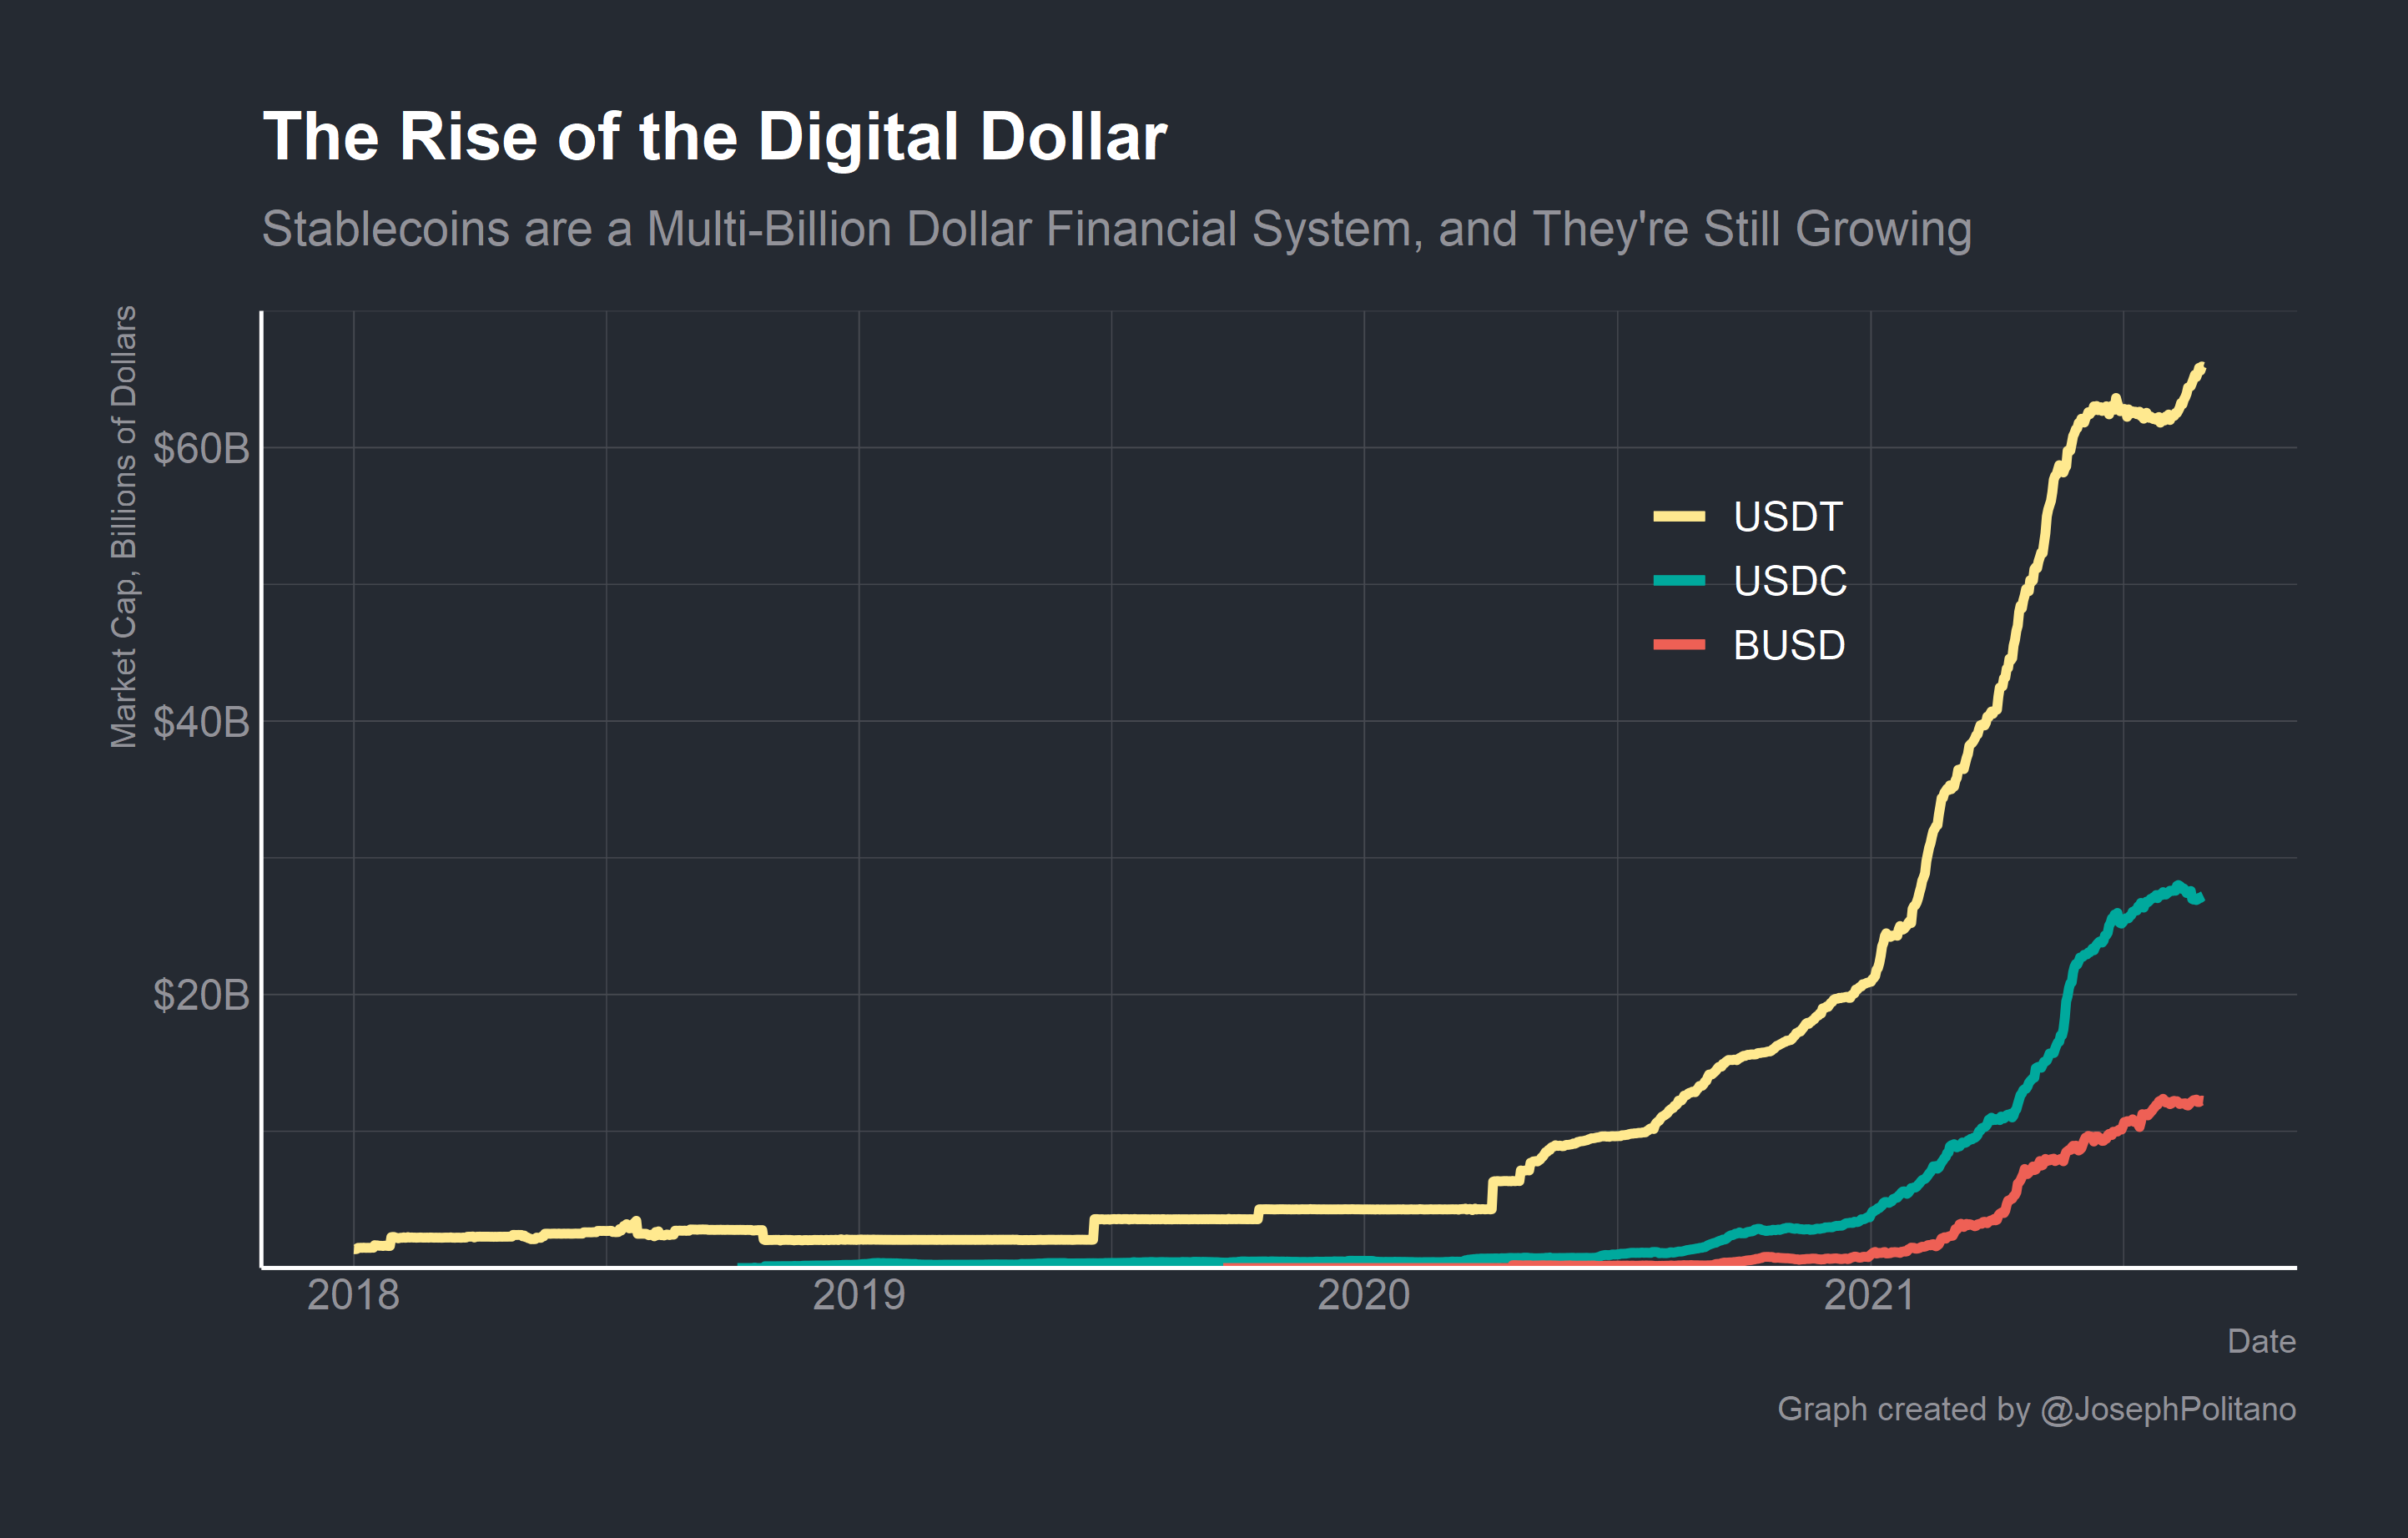 The Rise of the Digital Dollar
Stablecoins are a Multi-Billion Dollar Financial System, and They're Still Growing
Market Cap, Billions of Dollars
$60B
$40B
$20B
USDT
USDC
BUSD
2018
2019
2020
2021
Date
Graph created by @JosephPolitano